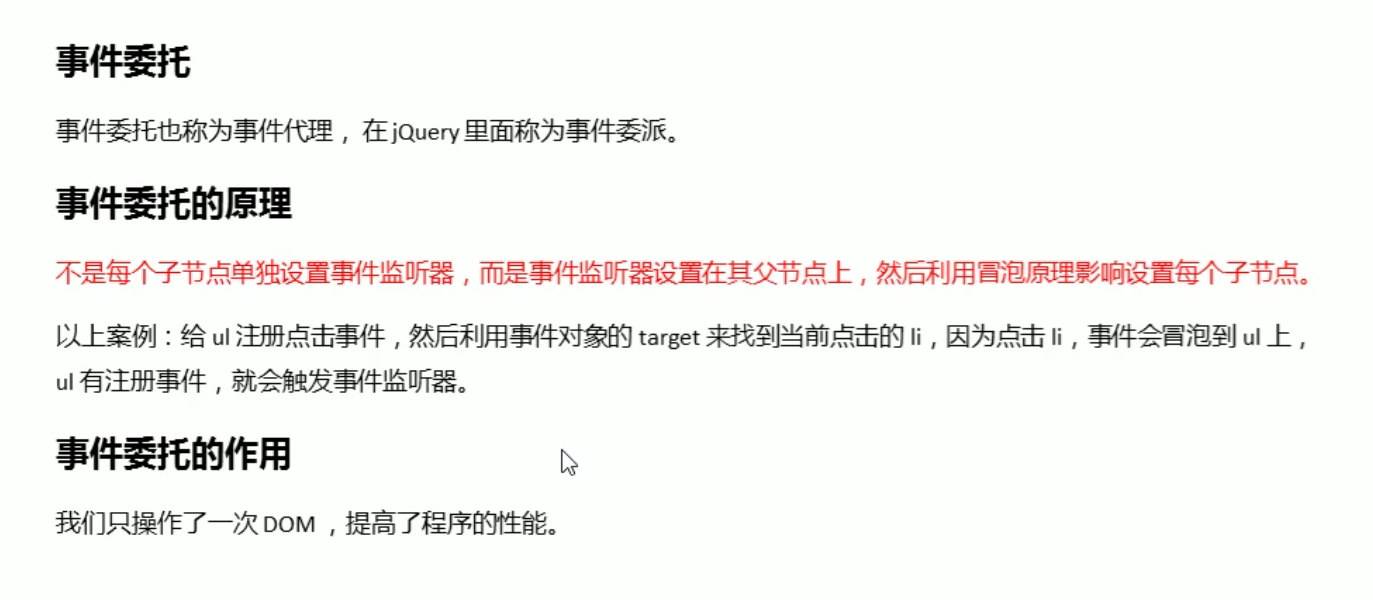 事件委托
事件委托也称为事件代理， 在 jQuery 里面称为事件委派。
事件委托的原理
不是每个子节点单独设置事件监听器，而是事件监听器设置在其父节点上，然后利用冒泡原理影响设置每个子节点。
以上案例：给 ul 注册点击事件，然后利用事件对象的 target 来找到当前点击的 li，因为点击 li，事件会冒泡到 ul 上，
ul 有注册事件，就会触发事件监听器。
事件委托的作用
我们只操作了一次 DOM ，提高了程序的性能。